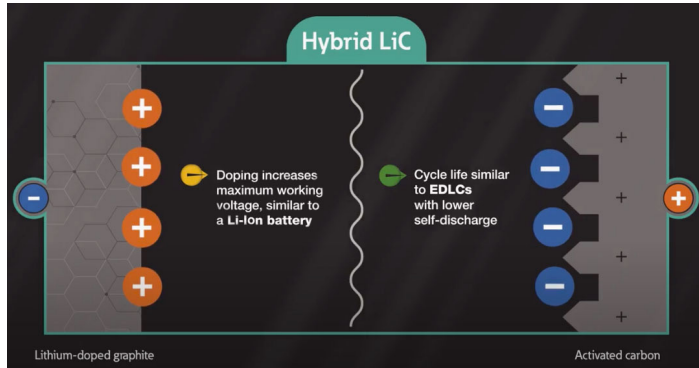 Hybrid LiC
+
+
+
+
-
Doping increases
maximum working
voltage, similar to
a Li-Ion battery
Cycle life similar
to EDLCs
with lower
self-discharge
-
-
-
-
+
+
+
+
+
+
Lithium-doped graphite
Activated carbon